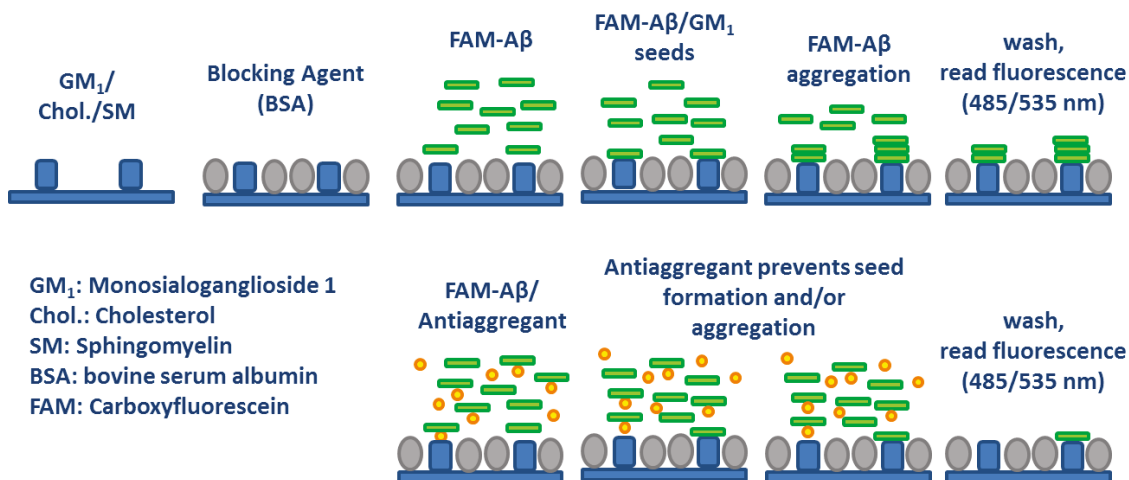 GM₁/
Chol./SM
Blocking Agent
(BSA)
FAM-Aβ
FAM-Aβ/GM₁
seeds
FAM-Aβ
aggregation
wash,
read fluorescence
(485/535 nm)
GM₁: Monosialoganglioside 1
Chol.: Cholesterol
SM: Sphingomyelin
BSA: bovine serum albumin
FAM: Carboxyfluorescein
FAM-Aβ/
Antiaggregant
Antiaggregant prevents seed
formation and/or
aggregation
wash,
read fluorescence
(485/535 nm)